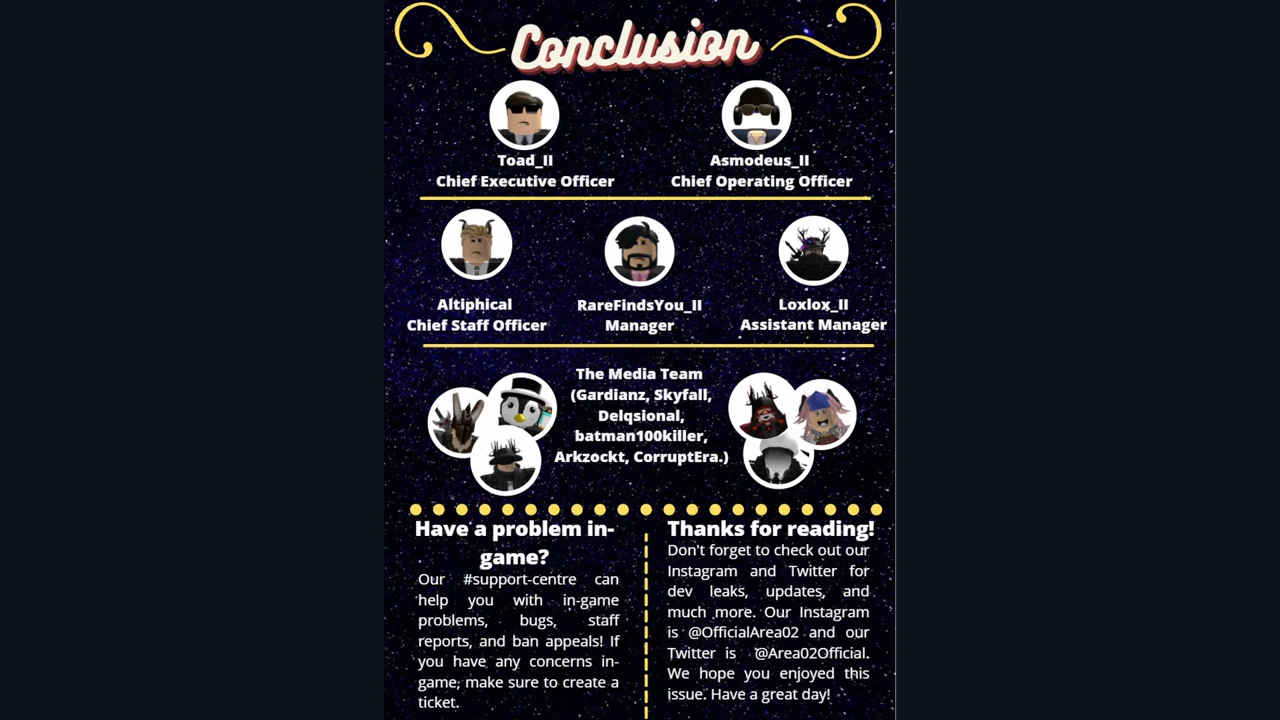 Conclusion
Toad_II
Chief Executive Officer
Asmodeus_II
Chief Operating Officer
Altiphical
Chief Staff Officer
RareFindsYou_II
Manager
Loxlox_II
Assistant Manager
The Media Team
(Gardianz, Skyfall,
Delqsional,
batman100killer,
Arkzockt, CorruptEra.)
Have a problem in-
game?
Our #support-centre can
help you with in-game
problems, bugs, staff
reports, and ban appeals! If
you have any concerns in-
game, make sure to create a
ticket.
Thanks for reading!
Don't forget to check out our
Instagram and Twitter for
dev leaks, updates, and
much more. Our Instagram
is @OfficialArea02 and our
Twitter is @Area02Official.
We hope you enjoyed this
issue. Have a great day!